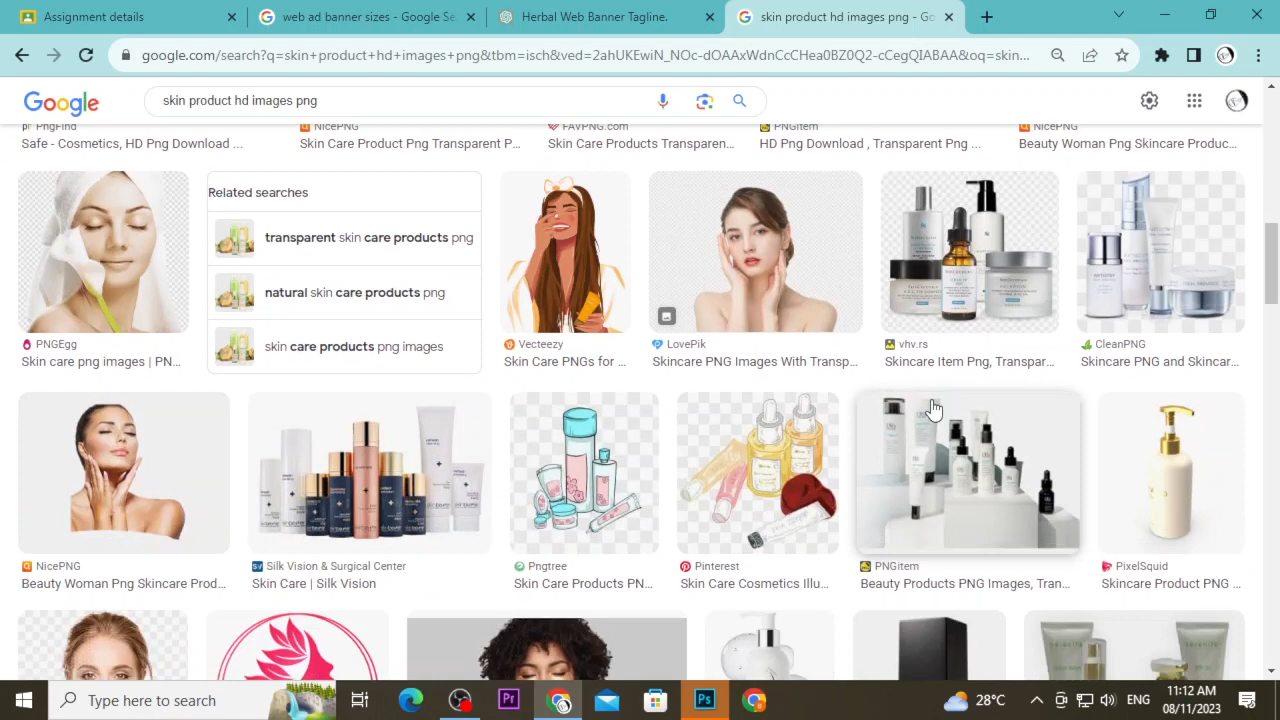 Assignment details
web ad banner sizes - Google Se
Herbal Web Banner Tagline.
skin product hd images png - Go
google.com/search?q=skin+product+hd+images+png&tbm=isch&ved=2ahUKEwiN_NOc-dOAAxWdnCcCHea0BZ0Q2-cCegQIABAA&oq=skin...
Google
skin product hd images png
PngFind
NicePNG
FAVPNG.com
PNGitem
NicePNG
Safe - Cosmetics, HD Png Download ...
Skin Care Product Png Transparent P...
Skin Care Products Transparen...
HD Png Download , Transparent Png ...
Beauty Woman Png Skincare Produc...
Related searches
transparent skin care products png
natural skin care products png
skin care products png images
PNGEgg
Vecteezy
LovePik
vhv.rs
CleanPNG
Skin care png images | PN...
Skin Care PNGs for ...
Skincare PNG Images With Transp...
Skincare Item Png, Transpar...
Skincare PNG and Skincar...
NicePNG
Silk Vision & Surgical Center
Pngtree
Pinterest
PNGitem
PixelSquid
Beauty Woman Png Skincare Prod...
Skin Care | Silk Vision
Skin Care Products PN...
Skin Care Cosmetics Illu...
Beauty Products PNG Images, Tran...
Skincare Product PNG ...
Type here to search
Pr
Ps
28°C
ENG
11:12 AM
08/11/2023